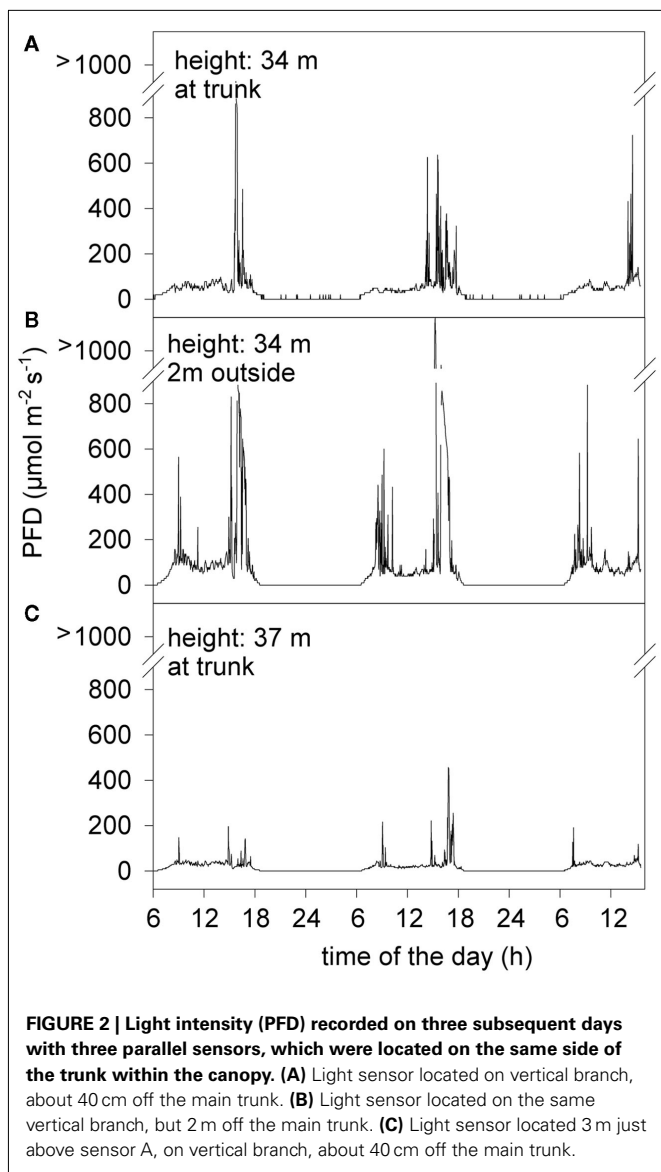 A
> 1000
height: 34 m
at trunk
800
600
400
200
0
B
> 1000
height: 34 m
2m outside
800
600
400
200
0
PFD (µmol m⁻² s⁻¹)
C
> 1000
height: 37 m
at trunk
800
600
400
200
0
6 12 18 24 6 12 18 24 6 12
time of the day (h)
FIGURE 2 | Light intensity (PFD) recorded on three subsequent days
with three parallel sensors, which were located on the same side of
the trunk within the canopy. (A) Light sensor located on vertical branch,
about 40 cm off the main trunk. (B) Light sensor located on the same
vertical branch, but 2 m off the main trunk. (C) Light sensor located 3 m just
above sensor A, on vertical branch, about 40 cm off the main trunk.